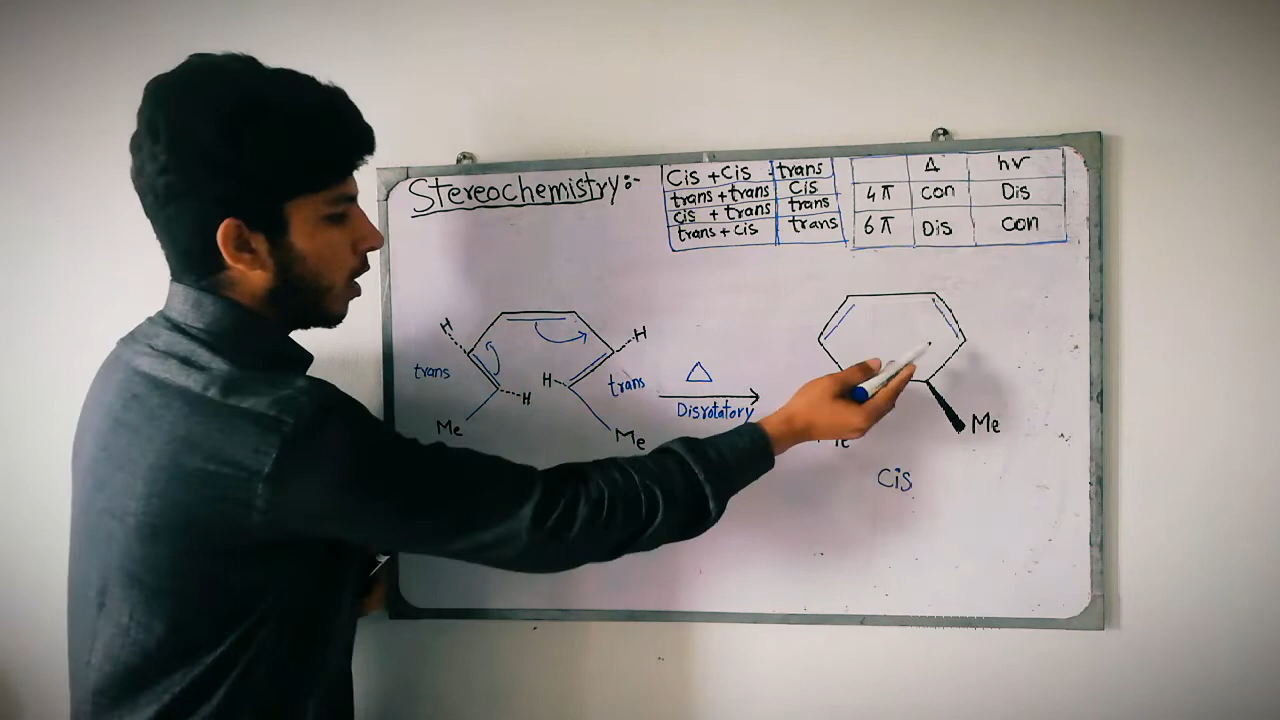 Stereochemistry:-
Cis + Cis trans
trans + trans Cis
cis + trans trans
trans + cis trans
Δ hν
4π con Dis
6π Dis Con
H H
trans H H trans
Me Me
Δ
Disrotatory
Me
Cis